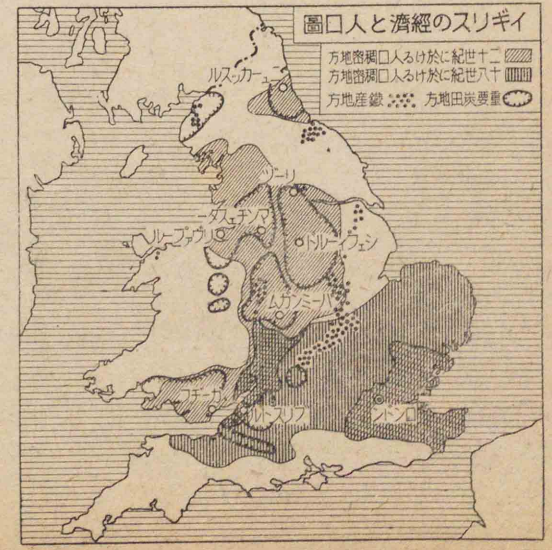 圖口人と濟經のスリギイ
方地密稠口人るけ於に紀世十二
方地密稠口人るけ於に紀世八十
方地産鐵 方地田炭要重
ルスッカーュニ
ヅーリ
ータスェチンマ
ループァヴリ
ドルィーフェシ
ムガンミーバ
フチーカ
ルトスリブ
ンドンロ